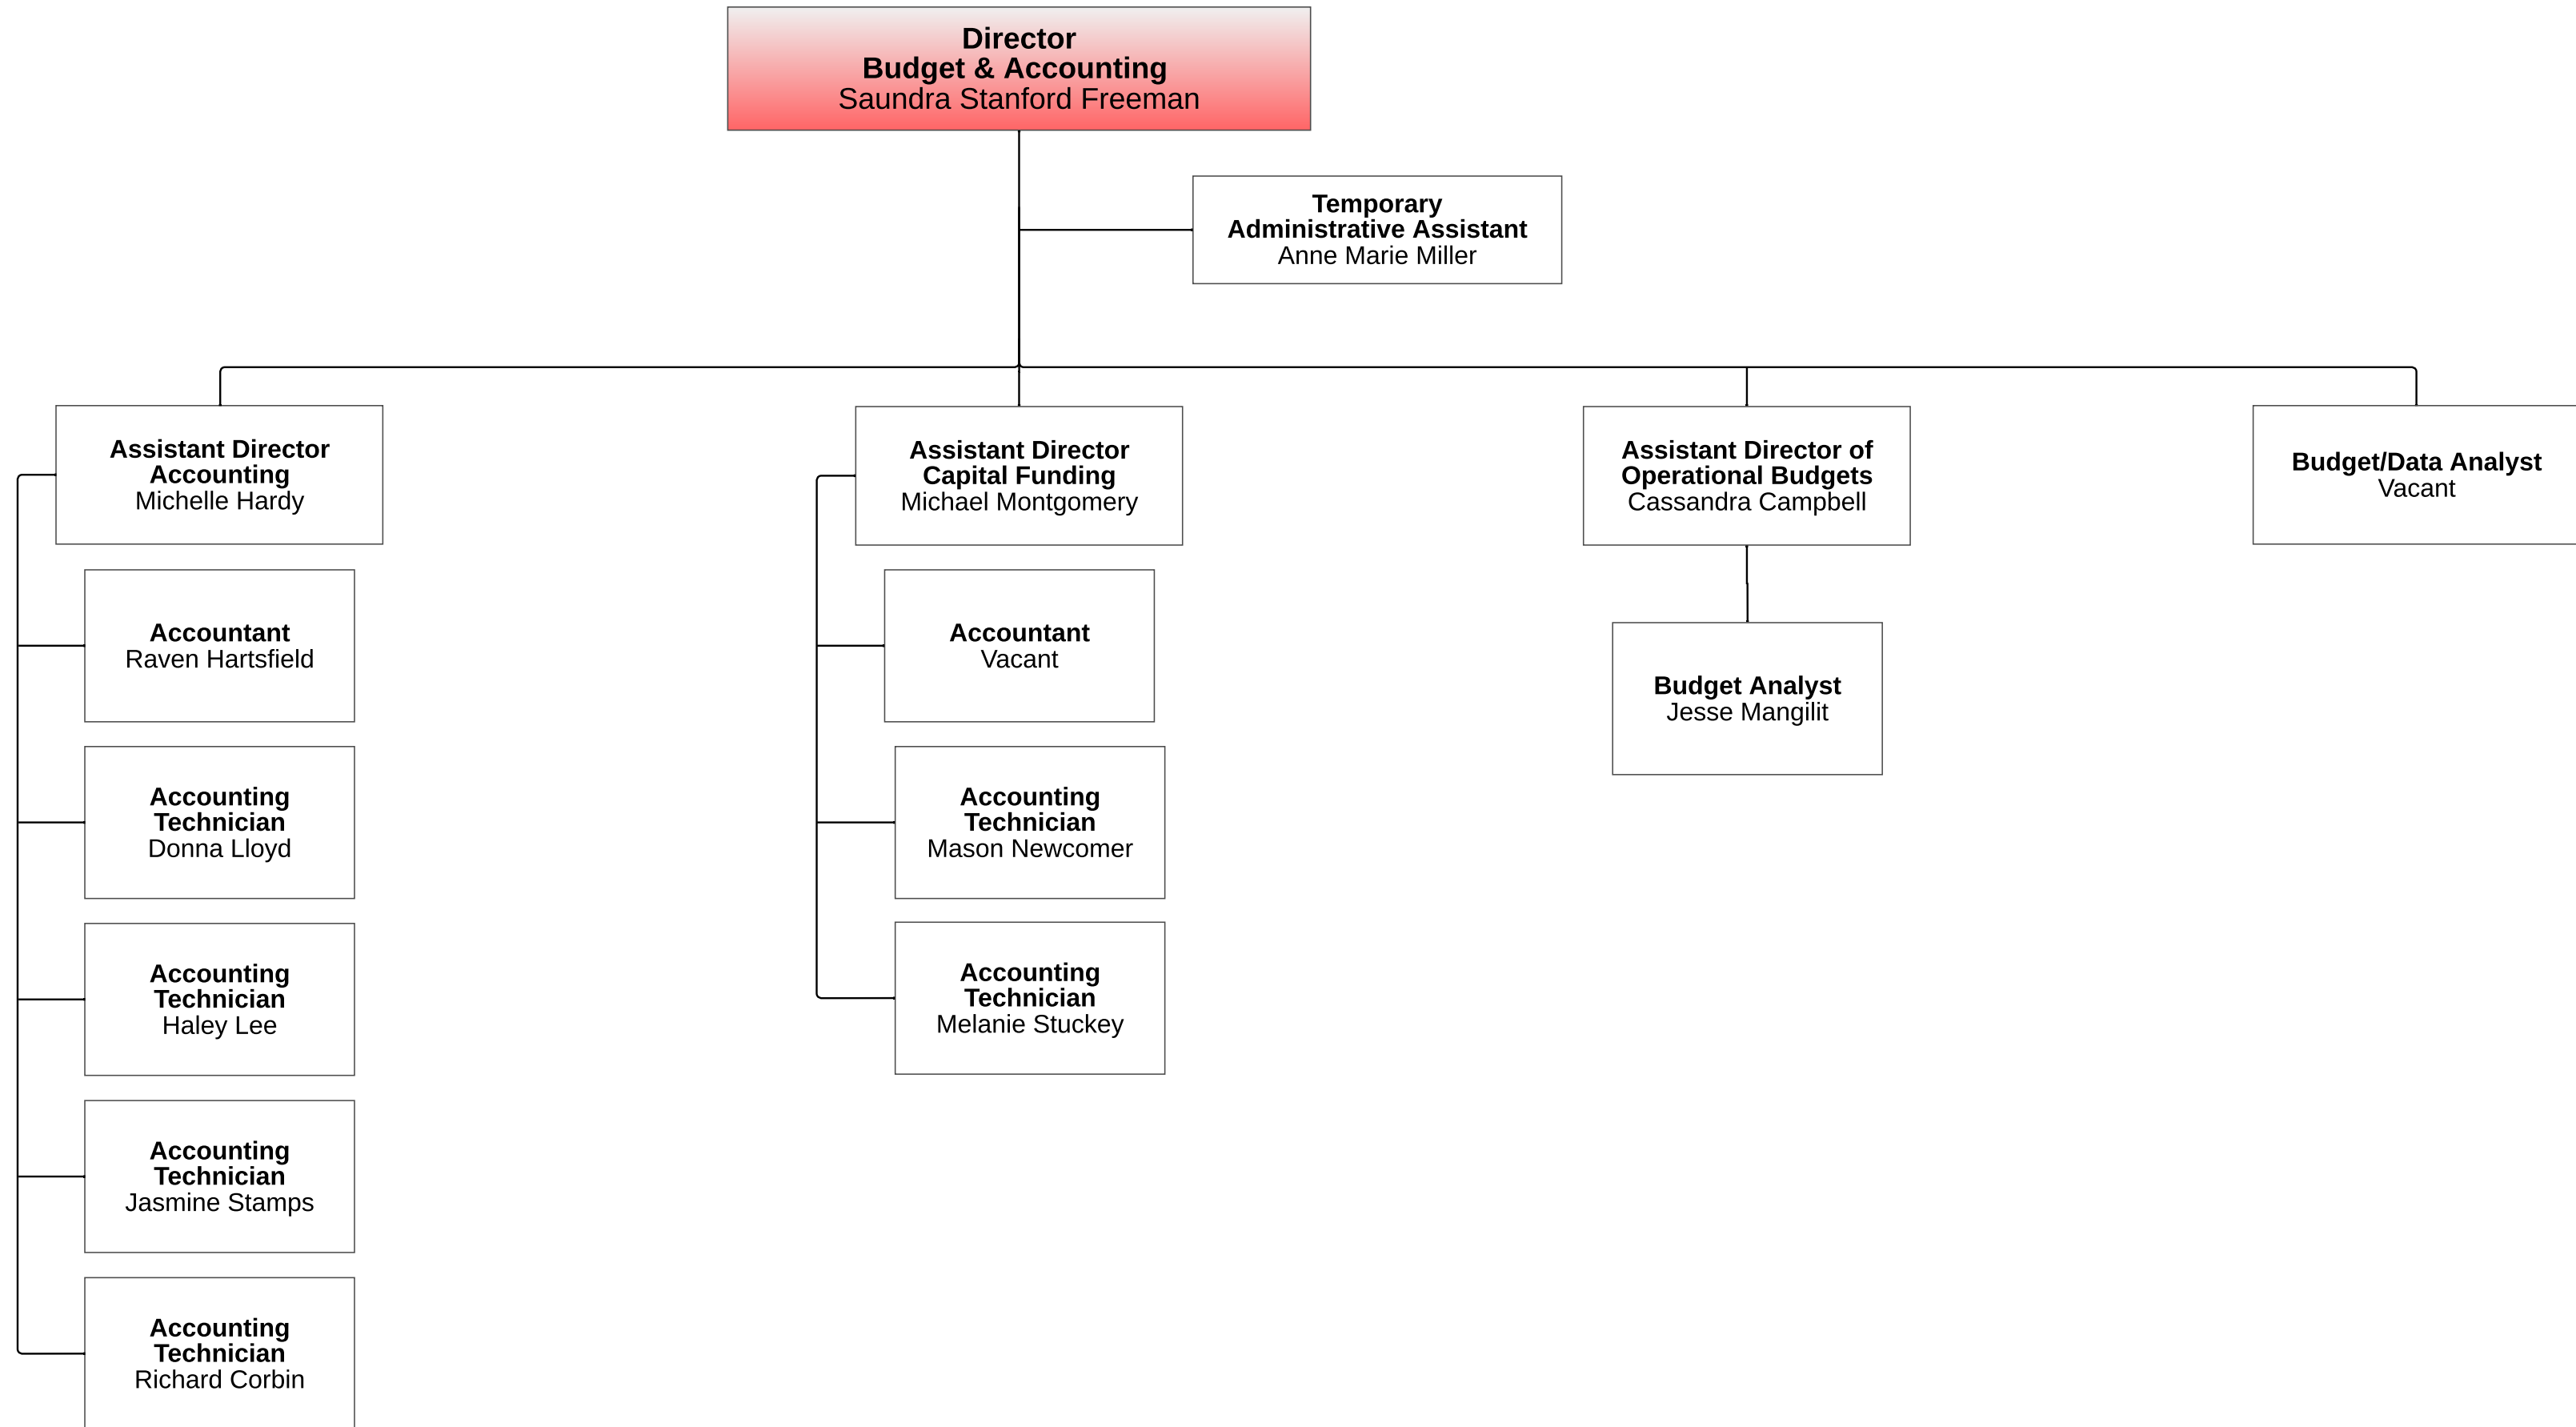 Director
Budget & Accounting
Saundra Stanford Freeman
Temporary
Administrative Assistant
Anne Marie Miller
Assistant Director
Accounting
Michelle Hardy
Assistant Director
Capital Funding
Michael Montgomery
Assistant Director of
Operational Budgets
Cassandra Campbell
Budget/Data Analyst
Vacant
Accountant
Raven Hartsfield
Accounting
Technician
Donna Lloyd
Accounting
Technician
Haley Lee
Accounting
Technician
Jasmine Stamps
Accounting
Technician
Richard Corbin
Accountant
Vacant
Accounting
Technician
Mason Newcomer
Accounting
Technician
Melanie Stuckey
Budget Analyst
Jesse Mangilit